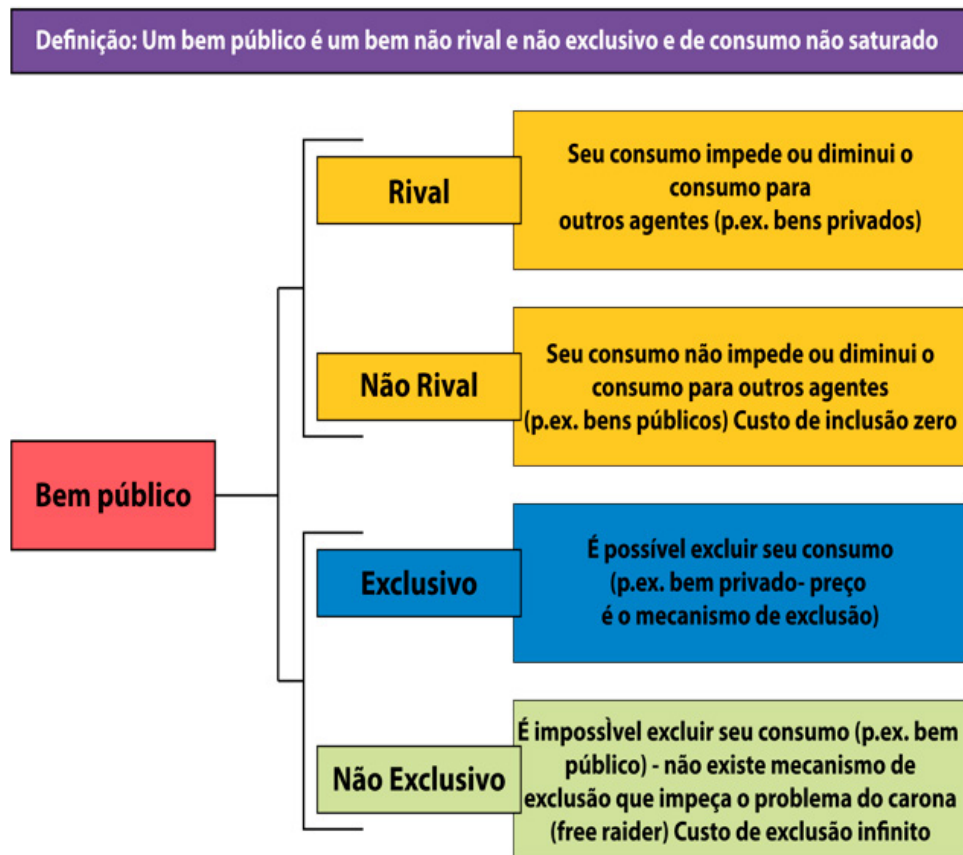 Definição: Um bem público é um bem não rival e não exclusivo e de consumo não saturado
Rival
Seu consumo impede ou diminui o
consumo para
outros agentes (p.ex. bens privados)
Não Rival
Seu consumo não impede ou diminui o
consumo para outros agentes
(p.ex. bens públicos) Custo de inclusão zero
Bem público
Exclusivo
É possível excluir seu consumo
(p.ex. bem privado- preço
é o mecanismo de exclusão)
Não Exclusivo
É impossÌvel excluir seu consumo (p.ex. bem
público) - não existe mecanismo de
exclusão que impeça o problema do carona
(free raider) Custo de exclusão infinito